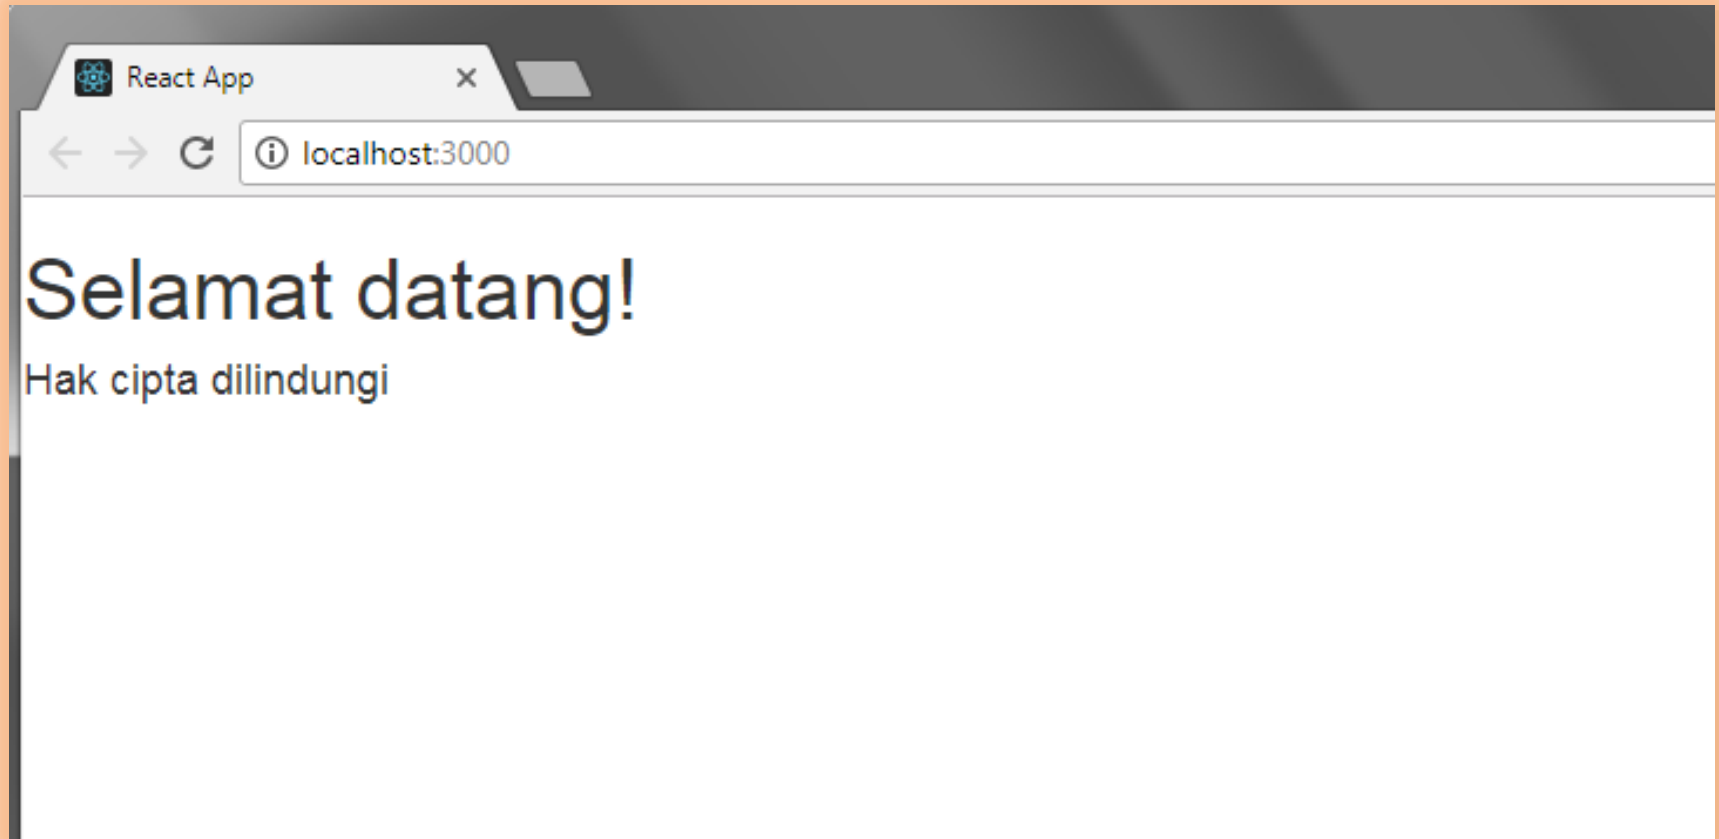 React App
localhost:3000
Selamat datang!
Hak cipta dilindungi